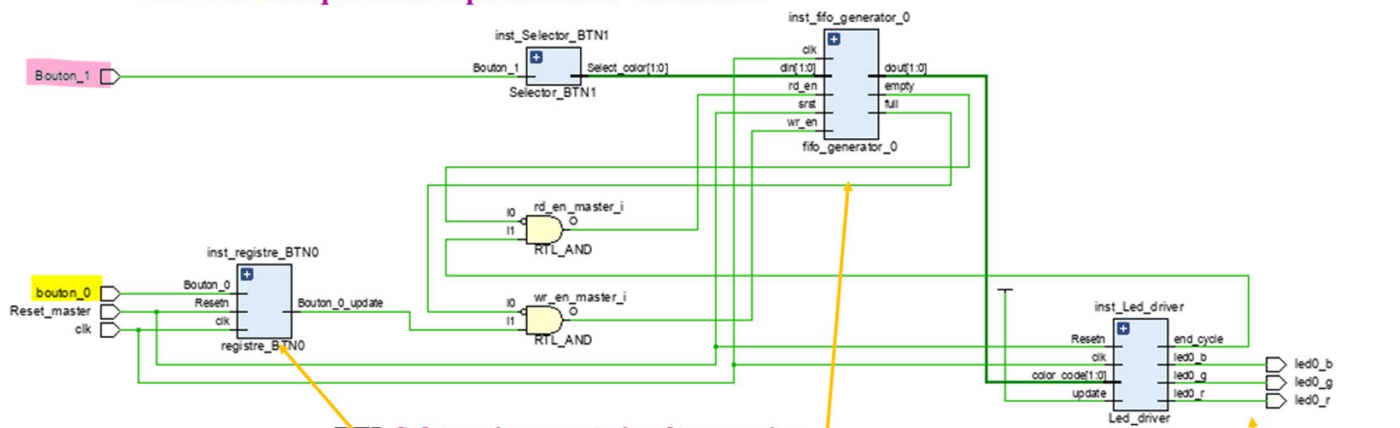 inst_fifo_generator_0
inst_Selector_BTN1
clk
Bouton_1
Bouton_1
Select_color[1:0]
din[1:0]
dout[1:0]
rd_en
empty
Selector_BTN1
srst
full
wr_en
fifo_generator_0
rd_en_master_i
I0
O
I1
RTL_AND
inst_registre_BTN0
bouton_0
Bouton_0
Reset_master
Resetn
Bouton_0_update
clk
clk
registre_BTN0
wr_en_master_i
I0
O
I1
RTL_AND
inst_Led_driver
Resetn
end_cycle
clk
led0_b
led0_b
color_code[1:0]
led0_g
led0_g
update
led0_r
led0_r
Led_driver